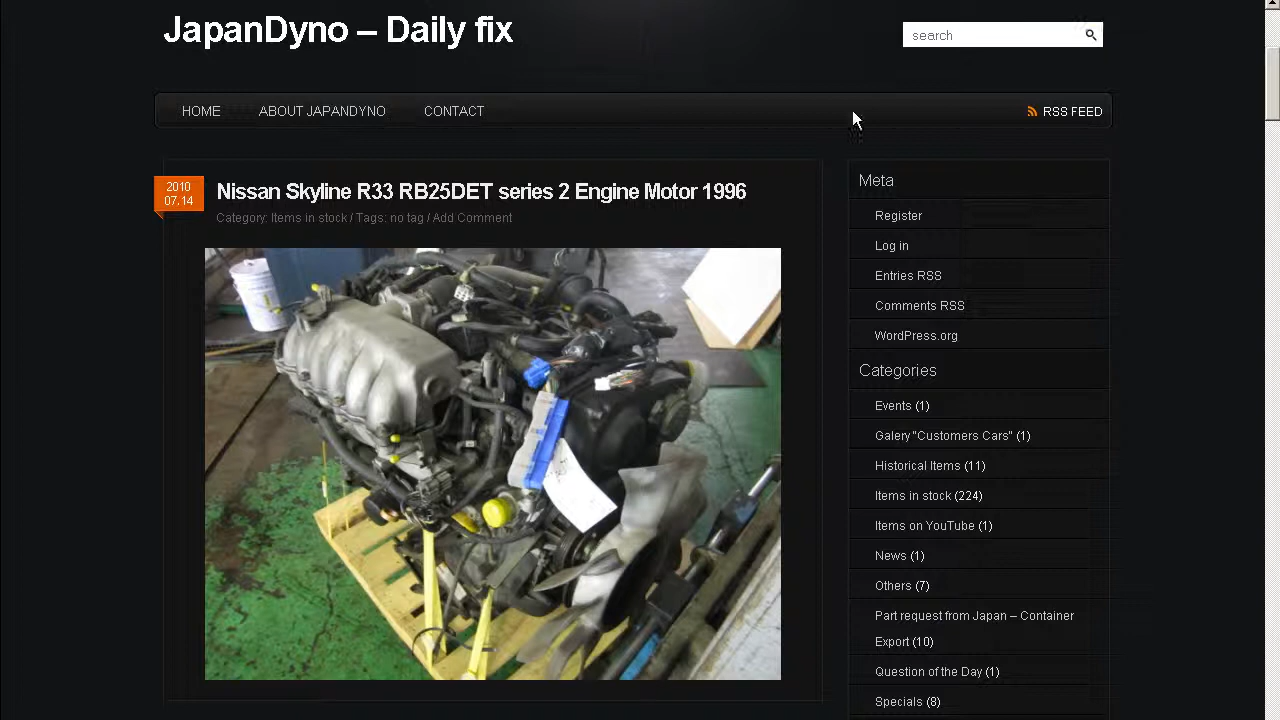 JapanDyno – Daily fix
search
HOME ABOUT JAPANDYNO CONTACT RSS FEED
2010
07.14
Nissan Skyline R33 RB25DET series 2 Engine Motor 1996
Category: Items in stock / Tags: no tag / Add Comment
Meta
Register
Log in
Entries RSS
Comments RSS
WordPress.org
Categories
Events (1)
Galery "Customers Cars" (1)
Historical Items (11)
Items in stock (224)
Items on YouTube (1)
News (1)
Others (7)
Part request from Japan – Container
Export (10)
Question of the Day (1)
Specials (8)